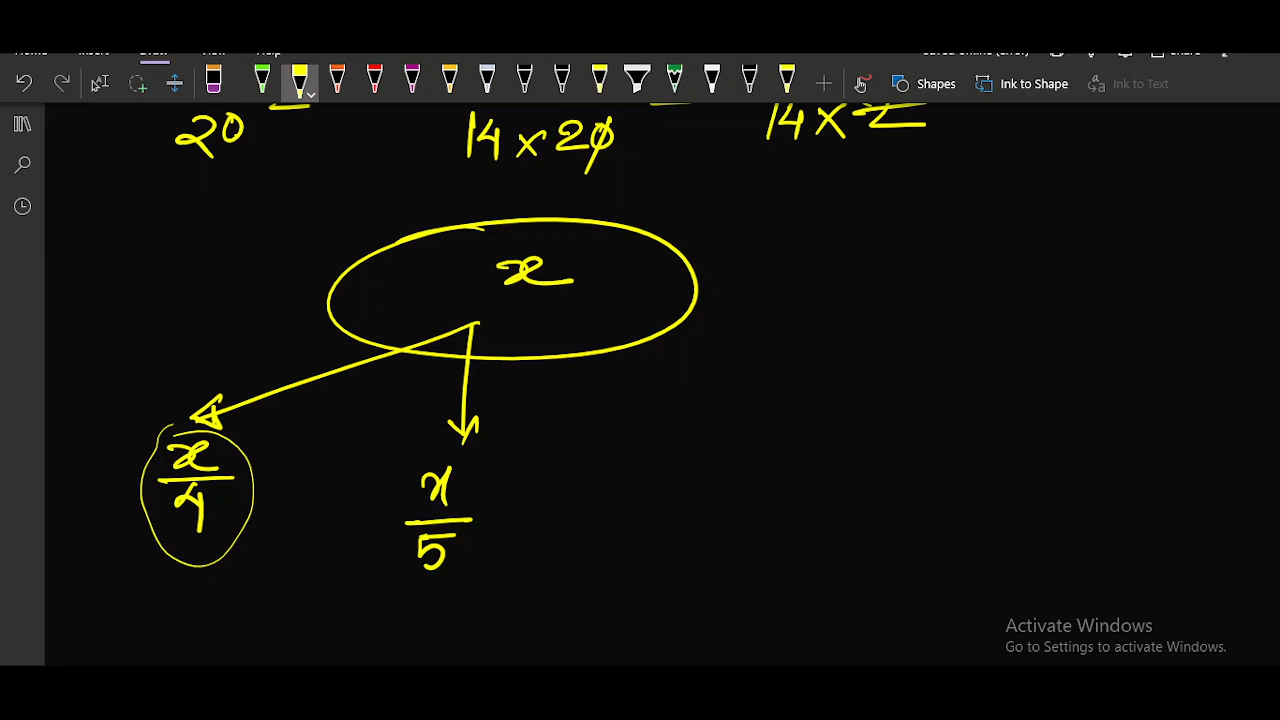 Shapes Ink to Shape Ink to Text
20 14 x 20 14 x
x
x/4
x/5
Activate Windows
Go to Settings to activate Windows.